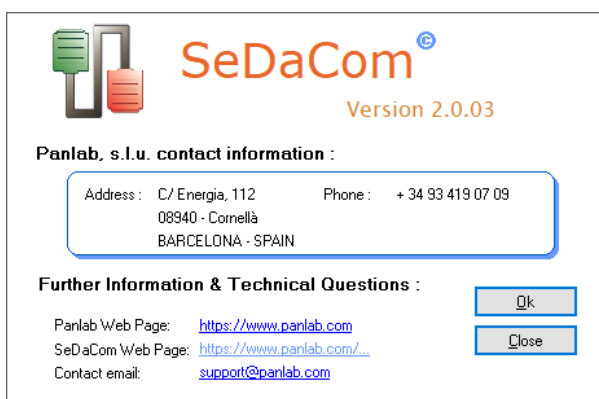 SeDaCom©
Version 2.0.03
Panlab, s.l.u. contact information :
Address : C/ Energia, 112 Phone : + 34 93 419 07 09
08940 - Cornellà
BARCELONA - SPAIN
Further Information & Technical Questions :
Ok
Panlab Web Page: https://www.panlab.com
Close
SeDaCom Web Page: https://www.panlab.com/...
Contact email: support@panlab.com